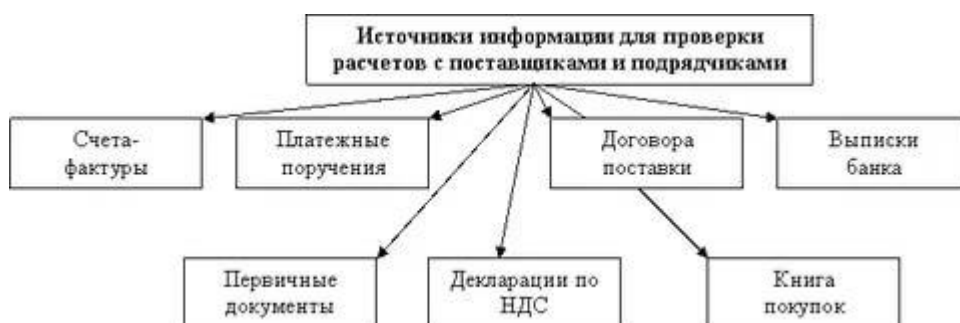 Источники информации для проверки
расчетов с поставщиками и подрядчиками
Счета-
фактуры
Платежные
поручения
Договора
поставки
Выписки
банка
Первичные
документы
Декларации по
НДС
Книга
покупок